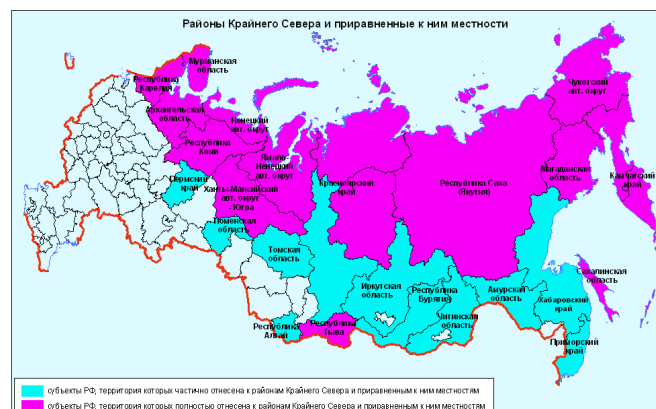 Районы Крайнего Севера и приравненные к ним местности
Мурманская
область
Республика
Карелия
Чукотский
авт. округ
Архангельская
область
Ненецкий
авт. округ
Республика
Коми
Ямало-
Ненецкий
авт. округ
Магаданская
область
Камчатский
край
Пермский
край
Ханты-Мансийский
авт. округ
- Югра
Красноярский
край
Республика Саха
(Якутия)
Тюменская
область
Томская
область
Сахалинская
область
Иркутская
область
Республика
Бурятия
Амурская
область
Хабаровский
край
Читинская
область
Республика
Алтай
Республика
Тыва
Приморский
край
субъекты РФ, территория которых частично отнесена к районам Крайнего Севера и приравненным к ним местностям
субъекты РФ, территория которых полностью отнесена к районам Крайнего Севера и приравненным к ним местностям